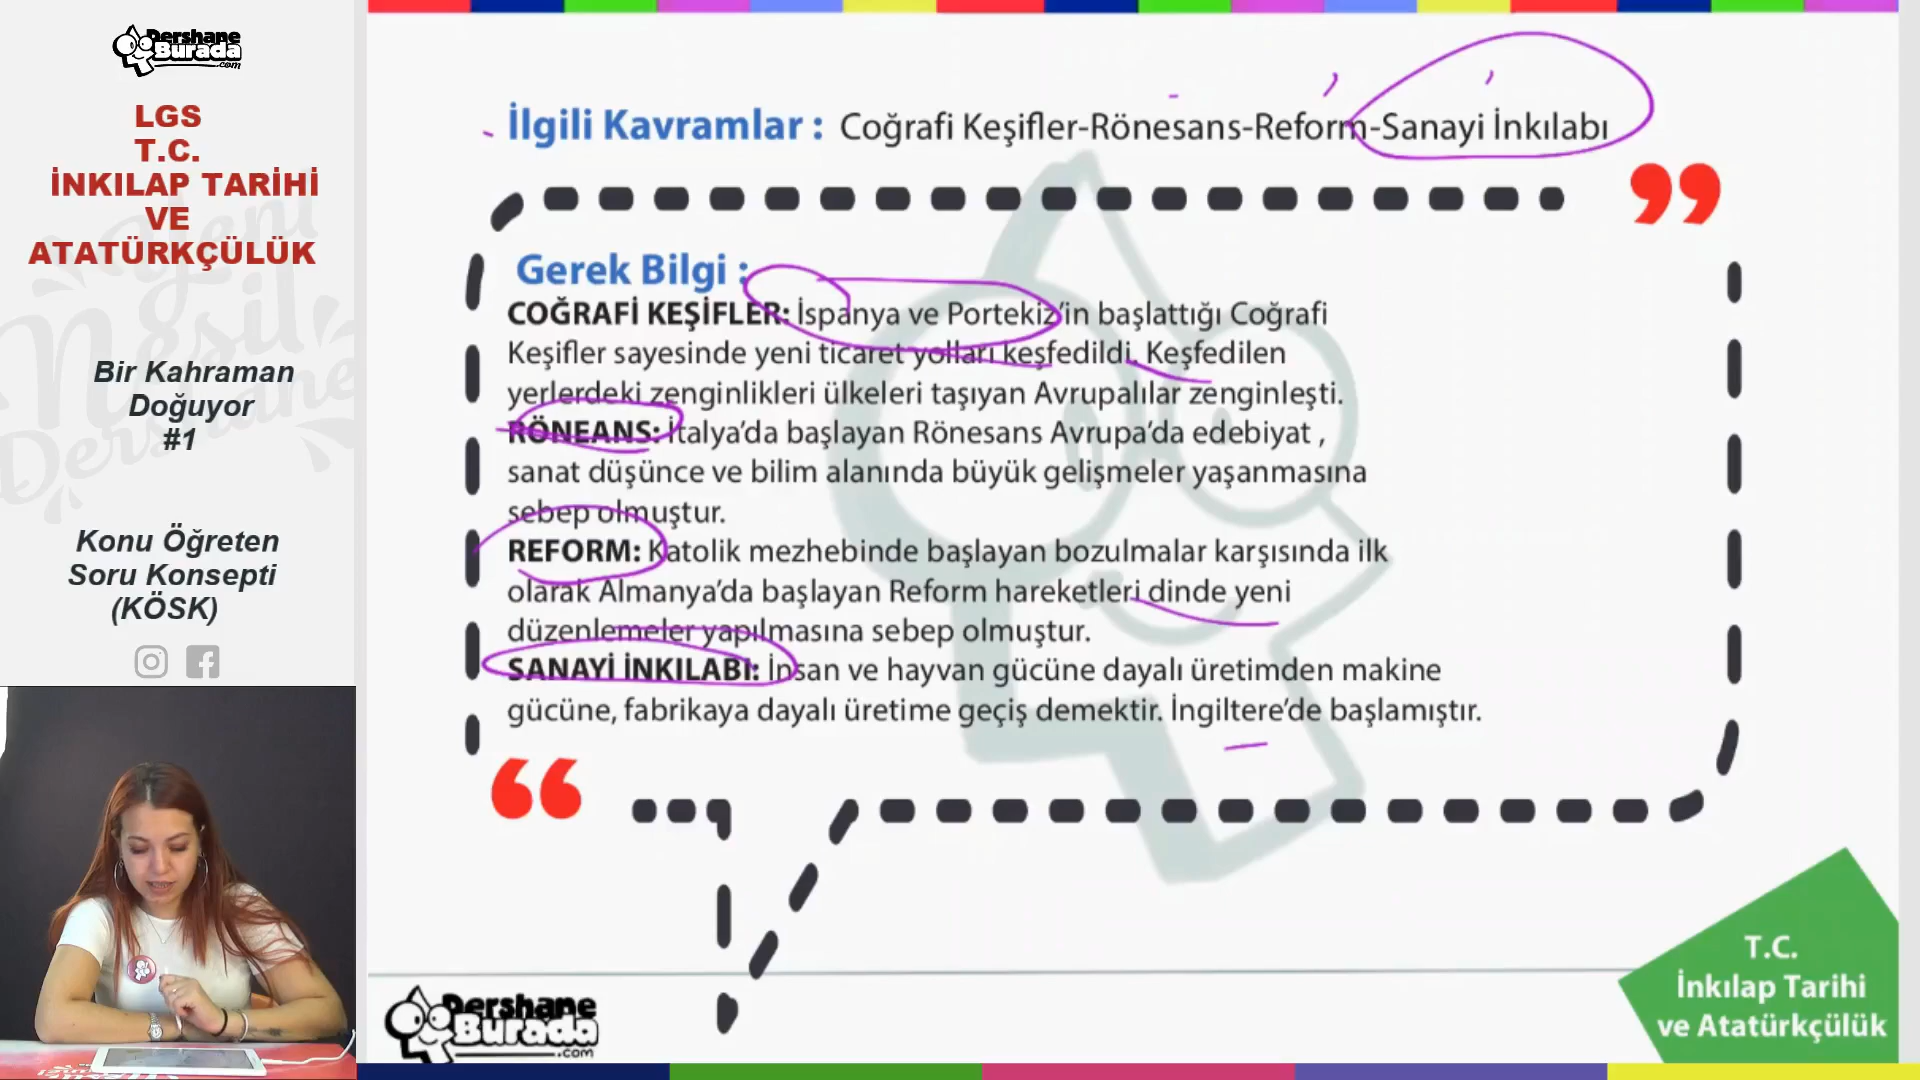 Dershane
Burada
.com
LGS
T.C.
İNKILAP TARİHİ
VE
ATATÜRKÇÜLÜK
Yeni
Nesil
Dershane
Bir Kahraman
Doğuyor
#1
Konu Öğreten
Soru Konsepti
(KÖSK)
İlgili Kavramlar : Coğrafi Keşifler-Rönesans-Reform-Sanayi İnkılabı
Gerek Bilgi :
COĞRAFİ KEŞİFLER: İspanya ve Portekiz'in başlattığı Coğrafi
Keşifler sayesinde yeni ticaret yolları keşfedildi. Keşfedilen
yerlerdeki zenginlikleri ülkeleri taşıyan Avrupalılar zenginleşti.
RÖNEANS: İtalya'da başlayan Rönesans Avrupa'da edebiyat ,
sanat düşünce ve bilim alanında büyük gelişmeler yaşanmasına
sebep olmuştur.
REFORM: Katolik mezhebinde başlayan bozulmalar karşısında ilk
olarak Almanya'da başlayan Reform hareketleri dinde yeni
düzenlemeler yapılmasına sebep olmuştur.
SANAYİ İNKILABI: İnsan ve hayvan gücüne dayalı üretimden makine
gücüne, fabrikaya dayalı üretime geçiş demektir. İngiltere'de başlamıştır.
Dershane
Burada
.com
T.C.
İnkılap Tarihi
ve Atatürkçülük